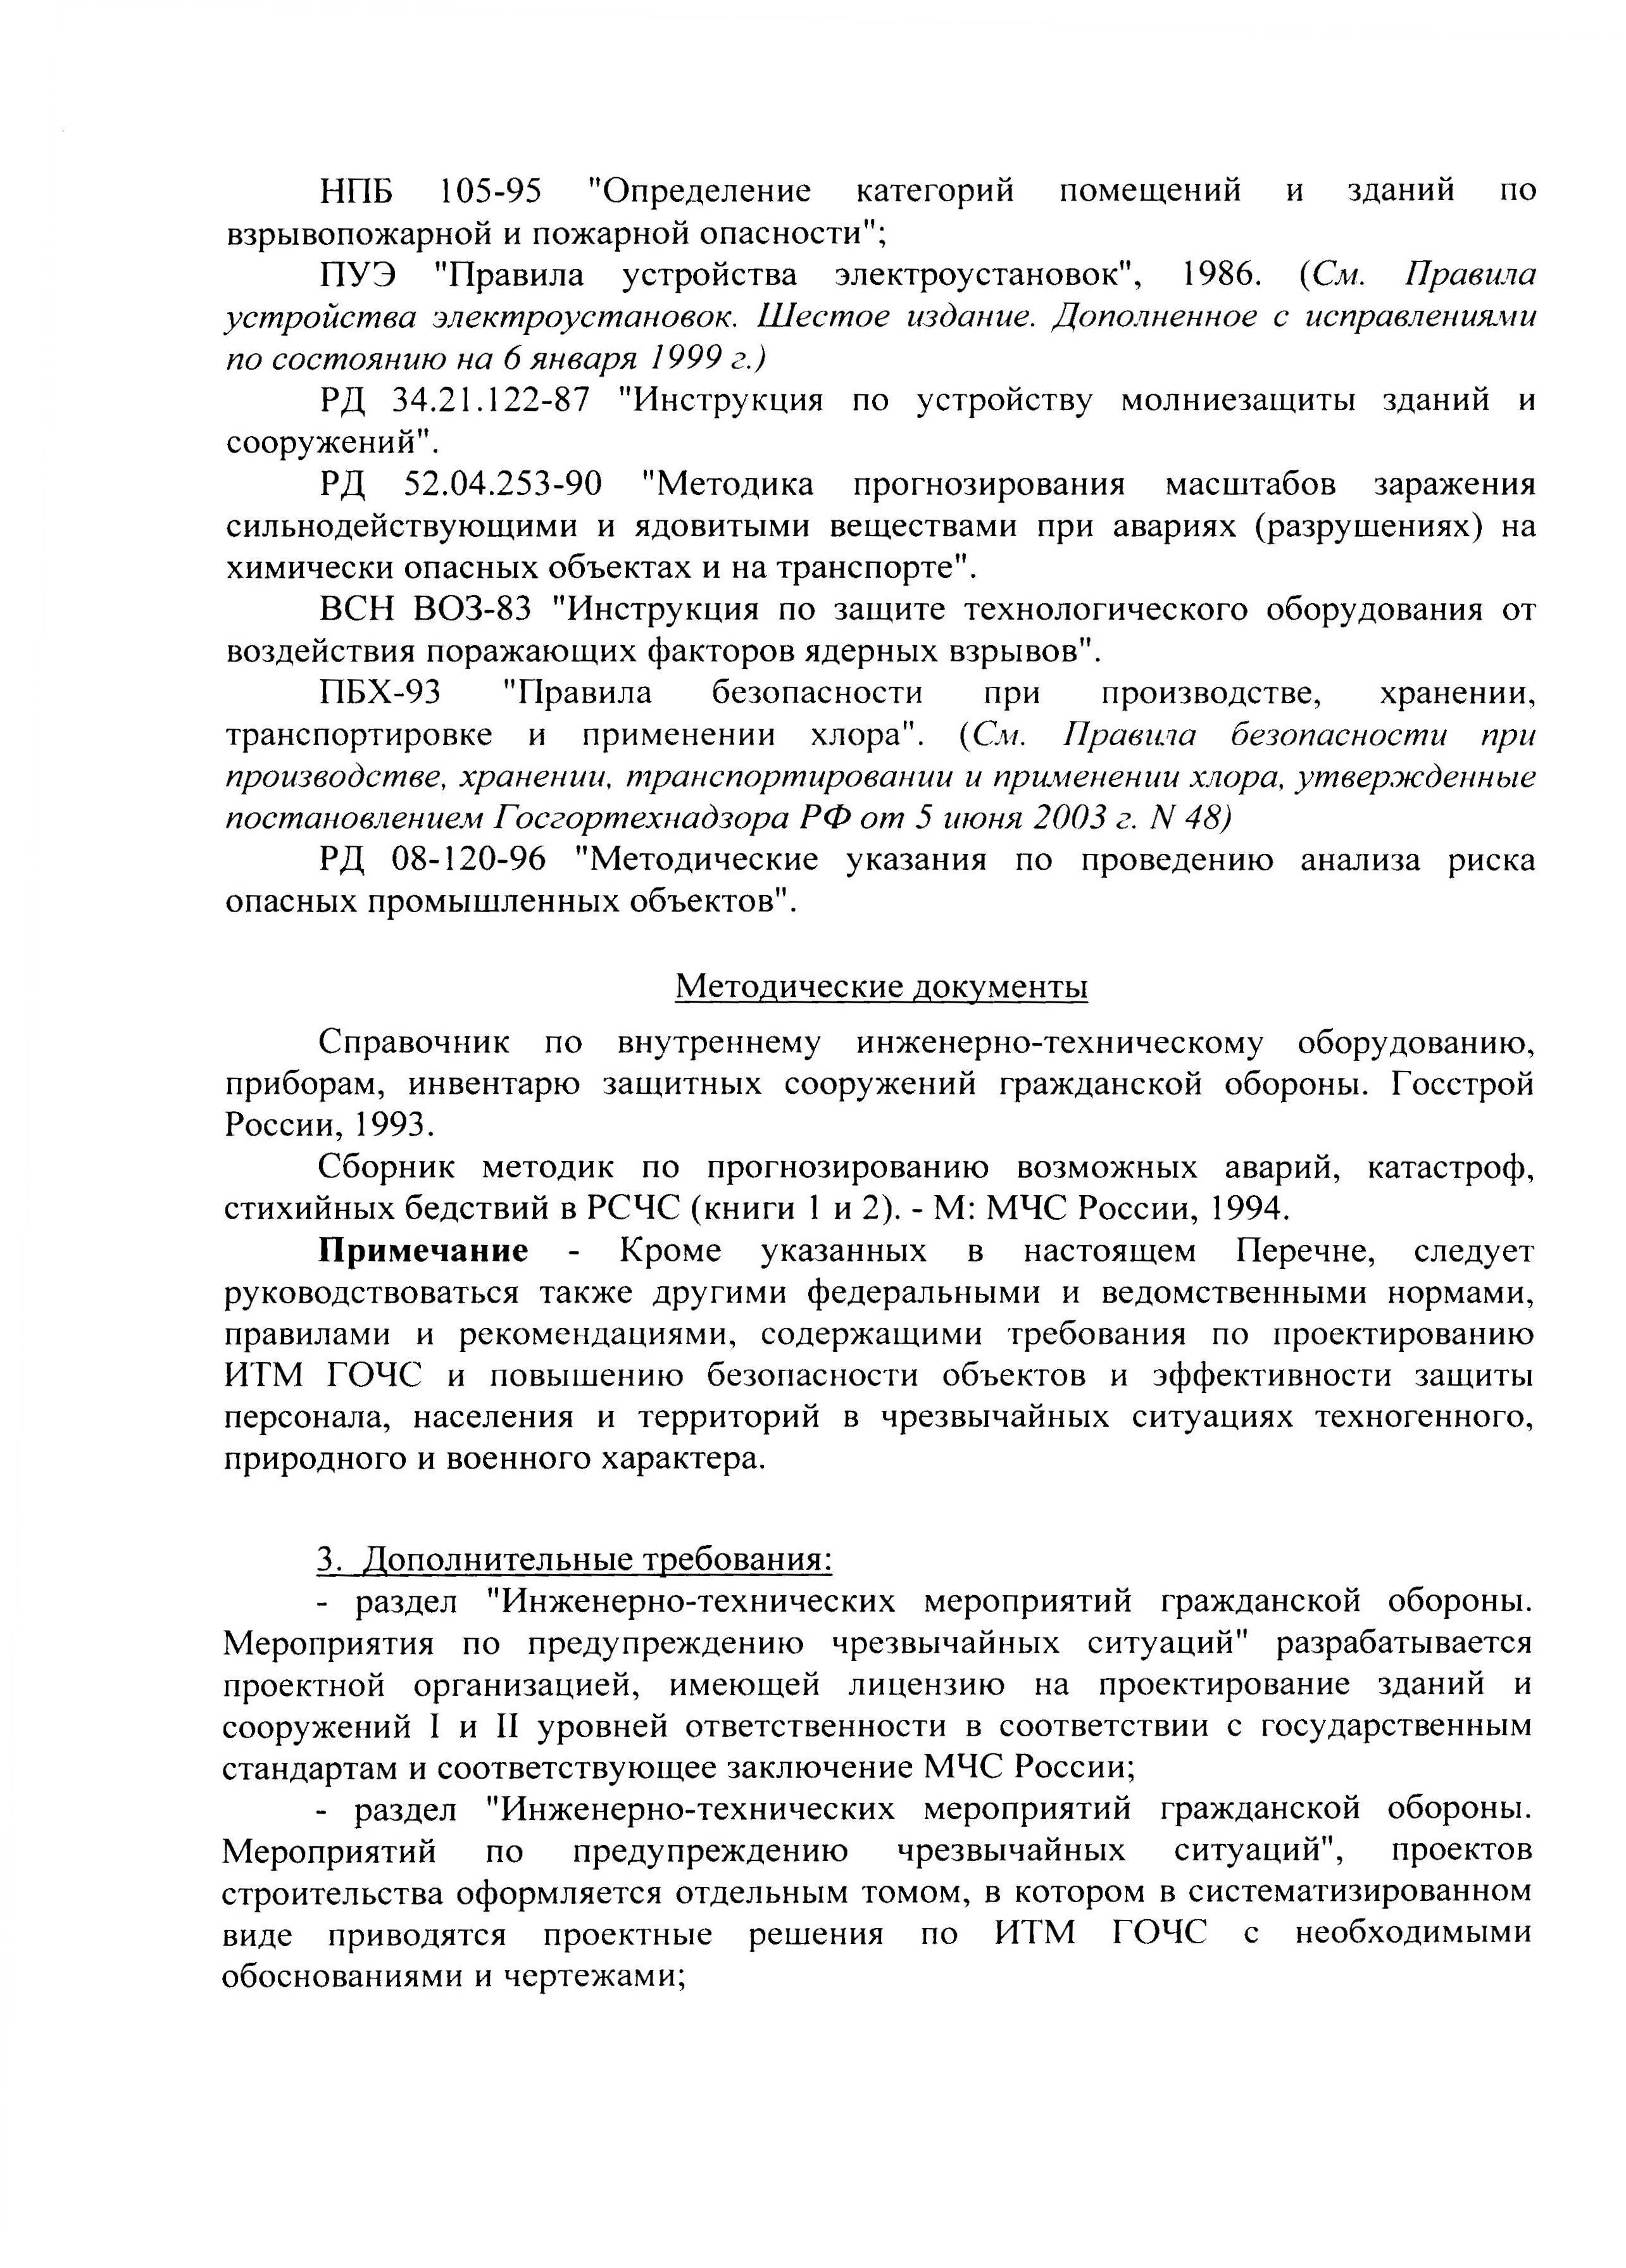 НПБ 105-95 "Определение категорий помещений и зданий по
взрывопожарной и пожарной опасности";
ПУЭ "Правила устройства электроустановок", 1986. (См. Правила
устройства электроустановок. Шестое издание. Дополненное с исправлениями
по состоянию на 6 января 1999 г.)
РД 34.21.122-87 "Инструкция по устройству молниезащиты зданий и
сооружений".
РД 52.04.253-90 "Методика прогнозирования масштабов заражения
сильнодействующими и ядовитыми веществами при авариях (разрушениях) на
химически опасных объектах и на транспорте".
ВСН ВОЗ-83 "Инструкция по защите технологического оборудования от
воздействия поражающих факторов ядерных взрывов".
ПБХ-93 "Правила безопасности при производстве, хранении,
транспортировке и применении хлора". (См. Правила безопасности при
производстве, хранении, транспортировании и применении хлора, утвержденные
постановлением Госгортехнадзора РФ от 5 июня 2003 г. N 48)
РД 08-120-96 "Методические указания по проведению анализа риска
опасных промышленных объектов".
Методические документы
Справочник по внутреннему инженерно-техническому оборудованию,
приборам, инвентарю защитных сооружений гражданской обороны. Госстрой
России, 1993.
Сборник методик по прогнозированию возможных аварий, катастроф,
стихийных бедствий в РСЧС (книги 1 и 2). - М: МЧС России, 1994.
Примечание - Кроме указанных в настоящем Перечне, следует
руководствоваться также другими федеральными и ведомственными нормами,
правилами и рекомендациями, содержащими требования по проектированию
ИТМ ГОЧС и повышению безопасности объектов и эффективности защиты
персонала, населения и территорий в чрезвычайных ситуациях техногенного,
природного и военного характера.
3. Дополнительные требования:
- раздел "Инженерно-технических мероприятий гражданской обороны.
Мероприятия по предупреждению чрезвычайных ситуаций" разрабатывается
проектной организацией, имеющей лицензию на проектирование зданий и
сооружений I и II уровней ответственности в соответствии с государственным
стандартам и соответствующее заключение МЧС России;
- раздел "Инженерно-технических мероприятий гражданской обороны.
Мероприятий по предупреждению чрезвычайных ситуаций", проектов
строительства оформляется отдельным томом, в котором в систематизированном
виде приводятся проектные решения по ИТМ ГОЧС с необходимыми
обоснованиями и чертежами;